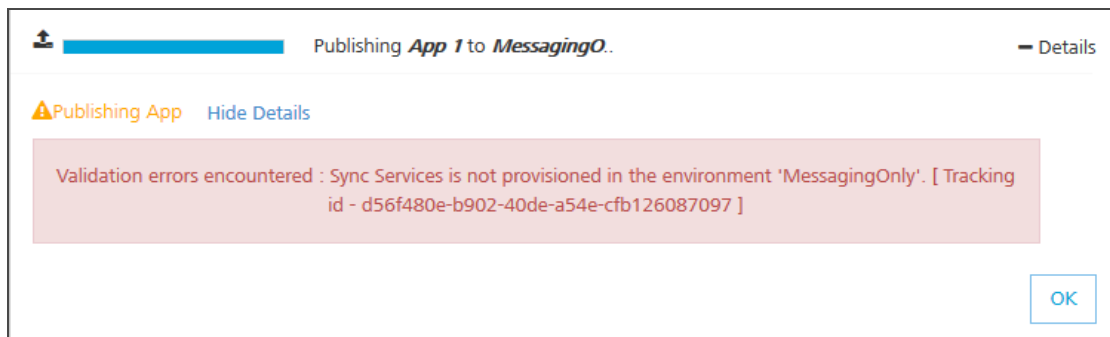 Publishing App 1 to MessagingO..
Details
Publishing App Hide Details
Validation errors encountered : Sync Services is not provisioned in the environment 'MessagingOnly'. [ Tracking
id - d56f480e-b902-40de-a54e-cfb126087097 ]
OK